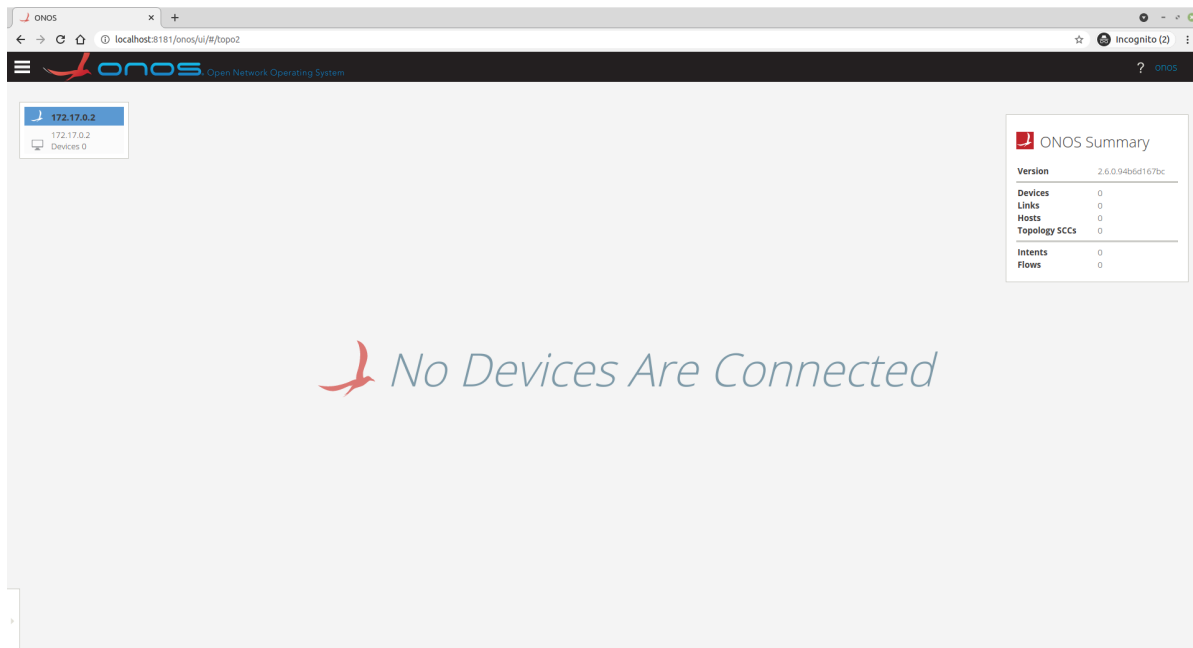 ONOS
localhost:8181/onos/ui/#/topo2
Incognito (2)
onos Open Network Operating System
? onos
172.17.0.2
172.17.0.2
Devices 0
ONOS Summary
Version 2.6.0.94b6d167bc
Devices 0
Links 0
Hosts 0
Topology SCCs 0
Intents 0
Flows 0
No Devices Are Connected